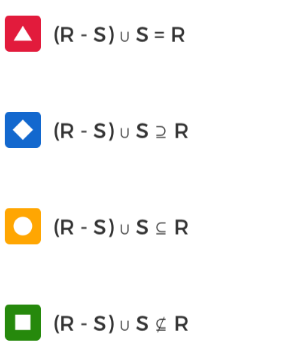 (R - S) ∪ S = R
(R - S) ∪ S ⊇ R
(R - S) ∪ S ⊆ R
(R - S) ∪ S ⊈ R